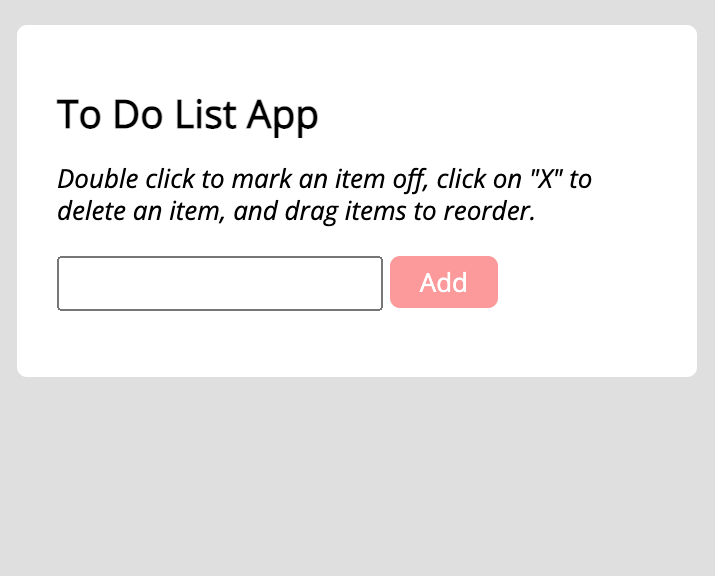 To Do List App
Double click to mark an item off, click on "X" to
delete an item, and drag items to reorder.
Add